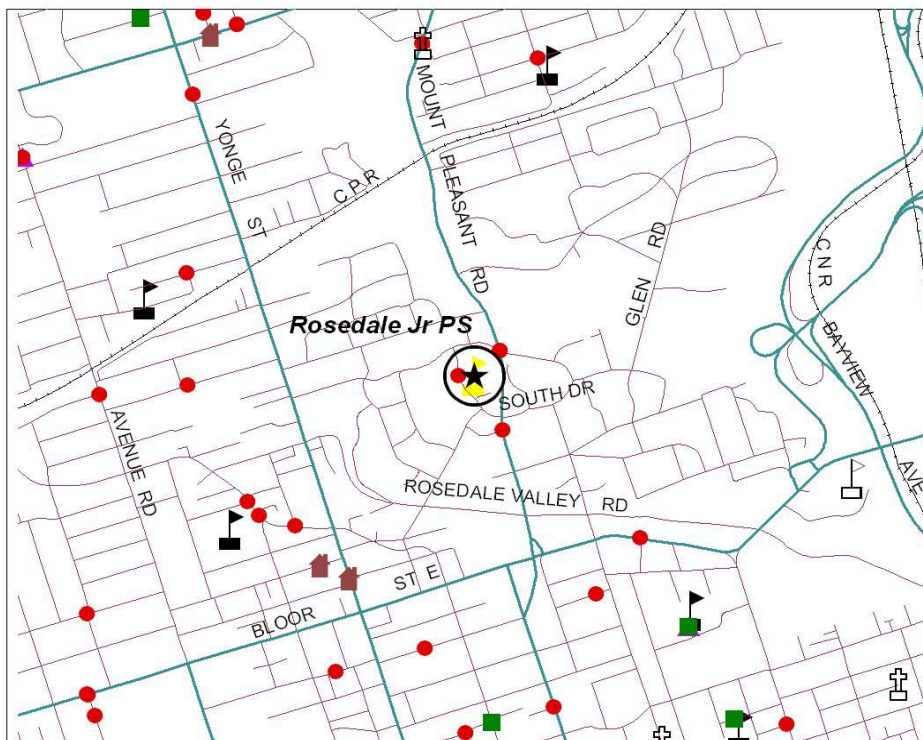 MOUNT
PLEASANT
RD
YONGE
ST
C P R
GLEN RD
C N R
BAYVIEW
AVE
Rosedale Jr PS
SOUTH DR
AVENUE RD
ROSEDALE VALLEY RD
BLOOR
ST E